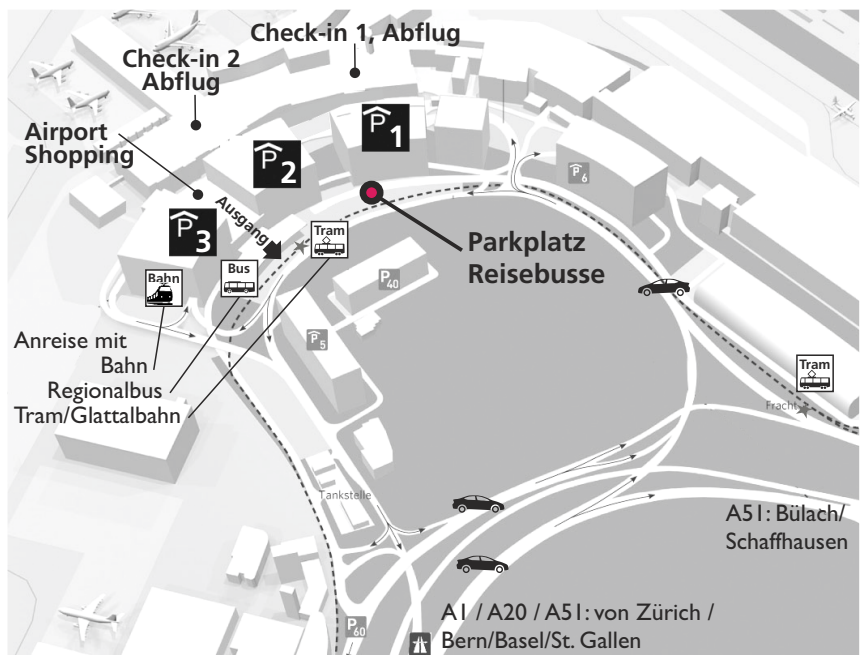 Check-in 1, Abflug
Check-in 2
Abflug
Airport
Shopping
P1
P2
P3
P6
Ausgang
Tram
Parkplatz
Reisebusse
Bus
Bahn
P40
P5
Anreise mit
Bahn
Regionalbus
Tram/Glattalbahn
Tram
Fracht
Tankstelle
A51: Bülach/
Schaffhausen
P60
A1 / A20 / A51: von Zürich /
Bern/Basel/St. Gallen